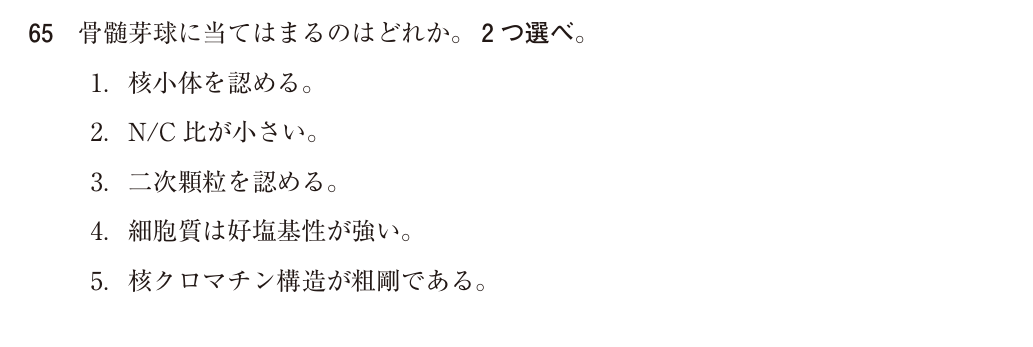 65 骨髄芽球に当てはまるのはどれか。2つ選べ。
1. 核小体を認める。
2. N/C 比が小さい。
3. 二次顆粒を認める。
4. 細胞質は好塩基性が強い。
5. 核クロマチン構造が粗剛である。